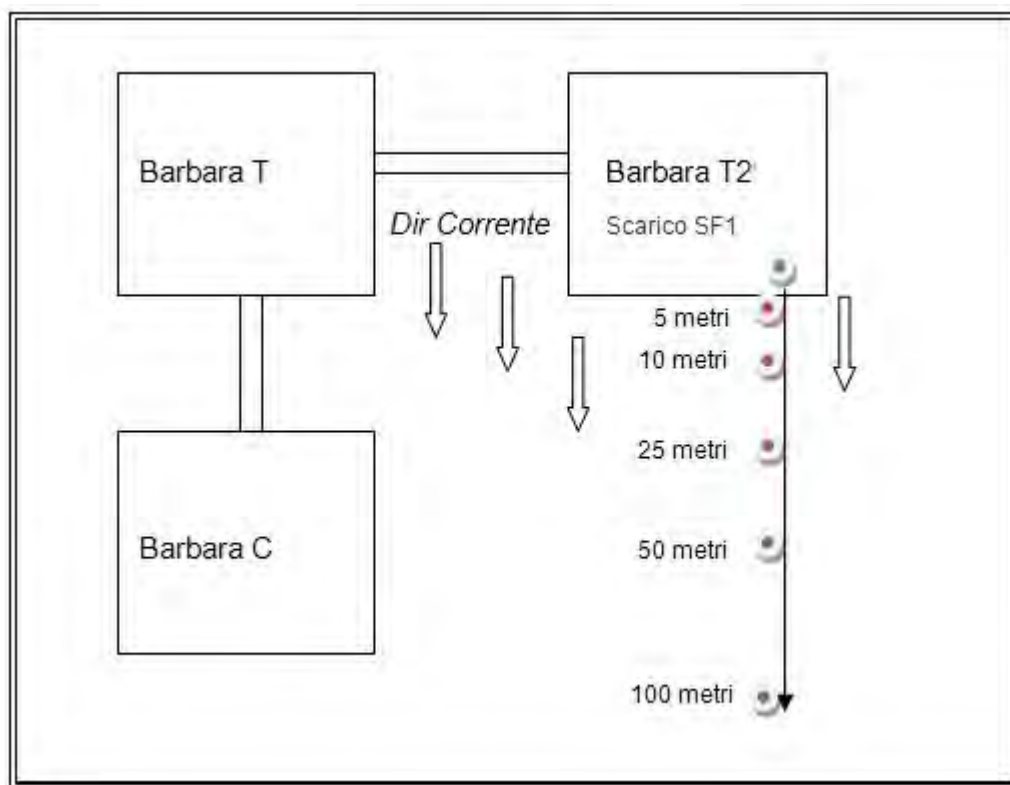 Barbara T
Barbara T2
Dir Corrente
Scarico SF1
5 metri
10 metri
25 metri
Barbara C
50 metri
100 metri